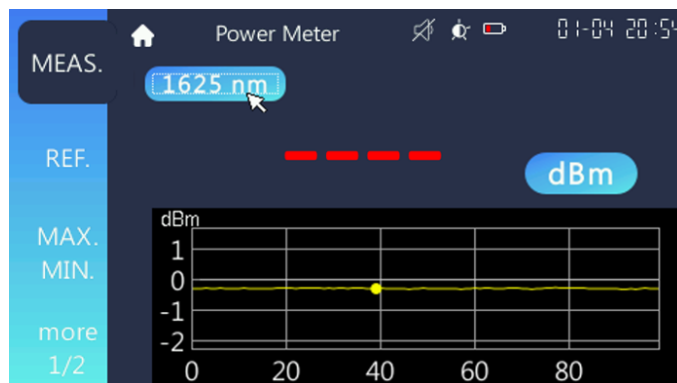 MEAS.
Power Meter
01-04 20:54
1625 nm
REF.
dBm
MAX.
MIN.
more
1/2
dBm
1
0
-1
-2
0 20 40 60 80